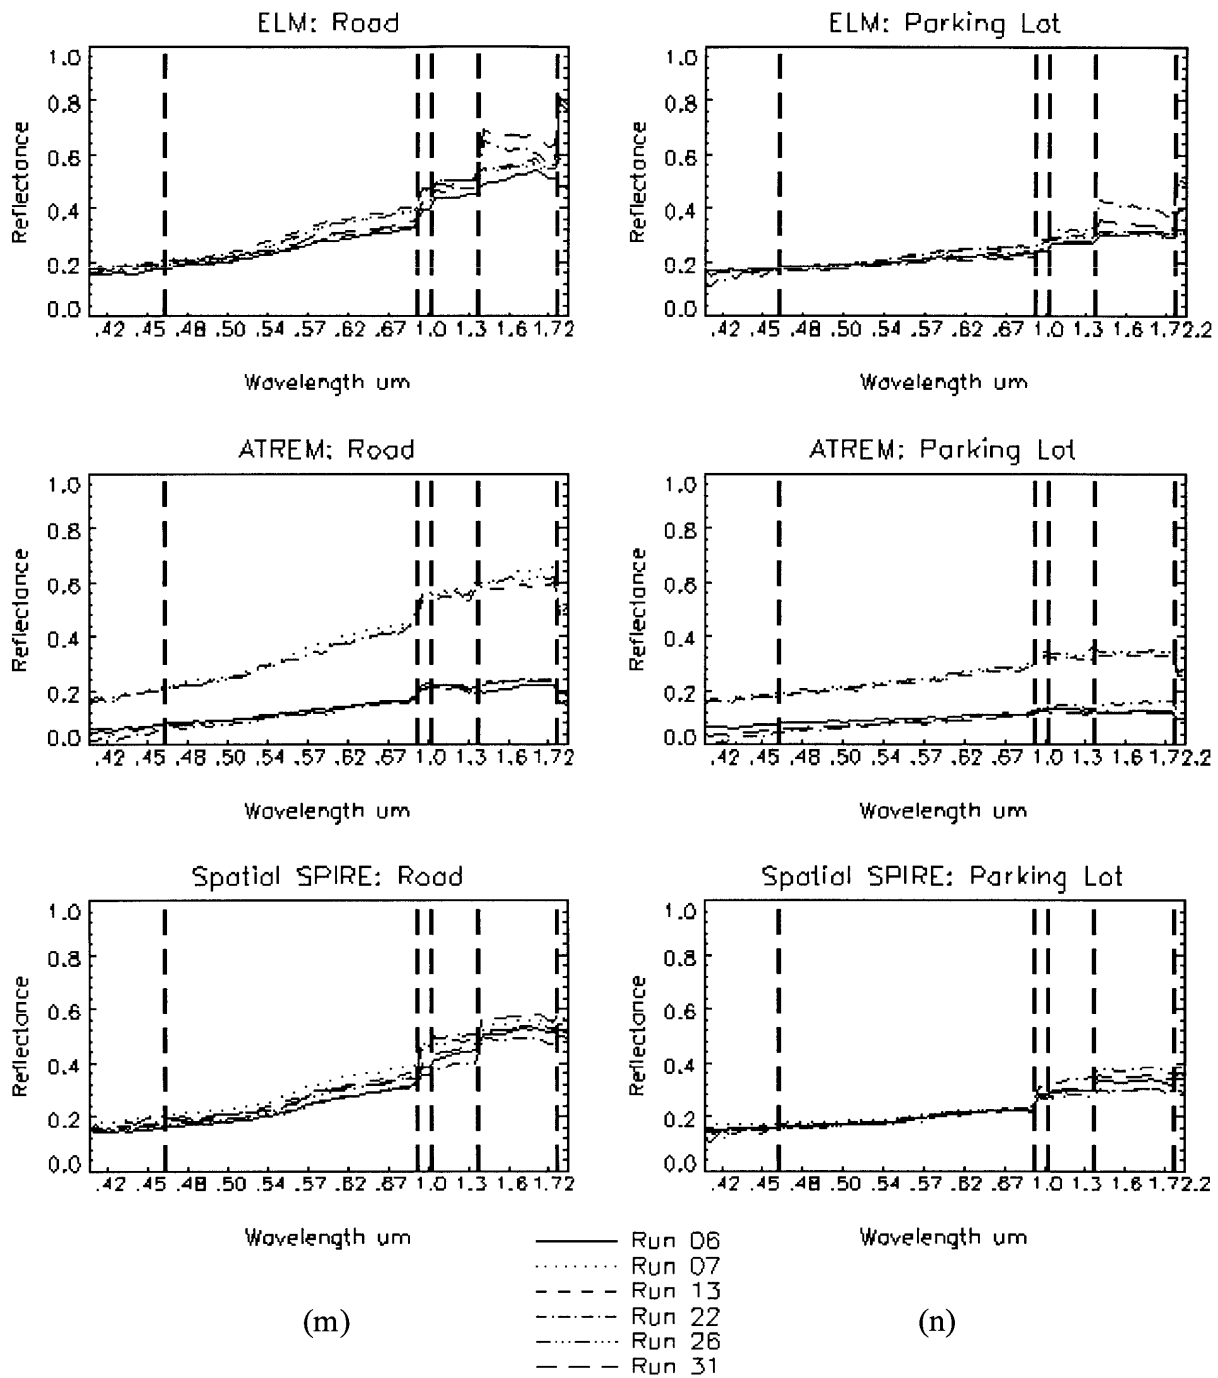 ELM: Road
1.0
0.8
0.6
0.4
0.2
0.0
Reflectance
.42 .45 .48 .50 .54 .57 .62 .67 1.0 1.3 1.6 1.72
Wavelength um
ELM: Parking Lot
1.0
0.8
0.6
0.4
0.2
0.0
Reflectance
.42 .45 .48 .50 .54 .57 .62 .67 1.0 1.3 1.6 1.72.2
Wavelength um
ATREM: Road
1.0
0.8
0.6
0.4
0.2
0.0
Reflectance
.42 .45 .48 .50 .54 .57 .62 .67 1.0 1.3 1.6 1.72
Wavelength um
ATREM: Parking Lot
1.0
0.8
0.6
0.4
0.2
0.0
Reflectance
.42 .45 .48 .50 .54 .57 .62 .67 1.0 1.3 1.6 1.72.2
Wavelength um
Spatial SPIRE: Road
1.0
0.8
0.6
0.4
0.2
0.0
Reflectance
.42 .45 .48 .50 .54 .57 .62 .67 1.0 1.3 1.6 1.72
Wavelength um
Spatial SPIRE: Parking Lot
1.0
0.8
0.6
0.4
0.2
0.0
Reflectance
.42 .45 .48 .50 .54 .57 .62 .67 1.0 1.3 1.6 1.72.2
Wavelength um
Run 06
Run 07
Run 13
Run 22
Run 26
Run 31
(m)
(n)